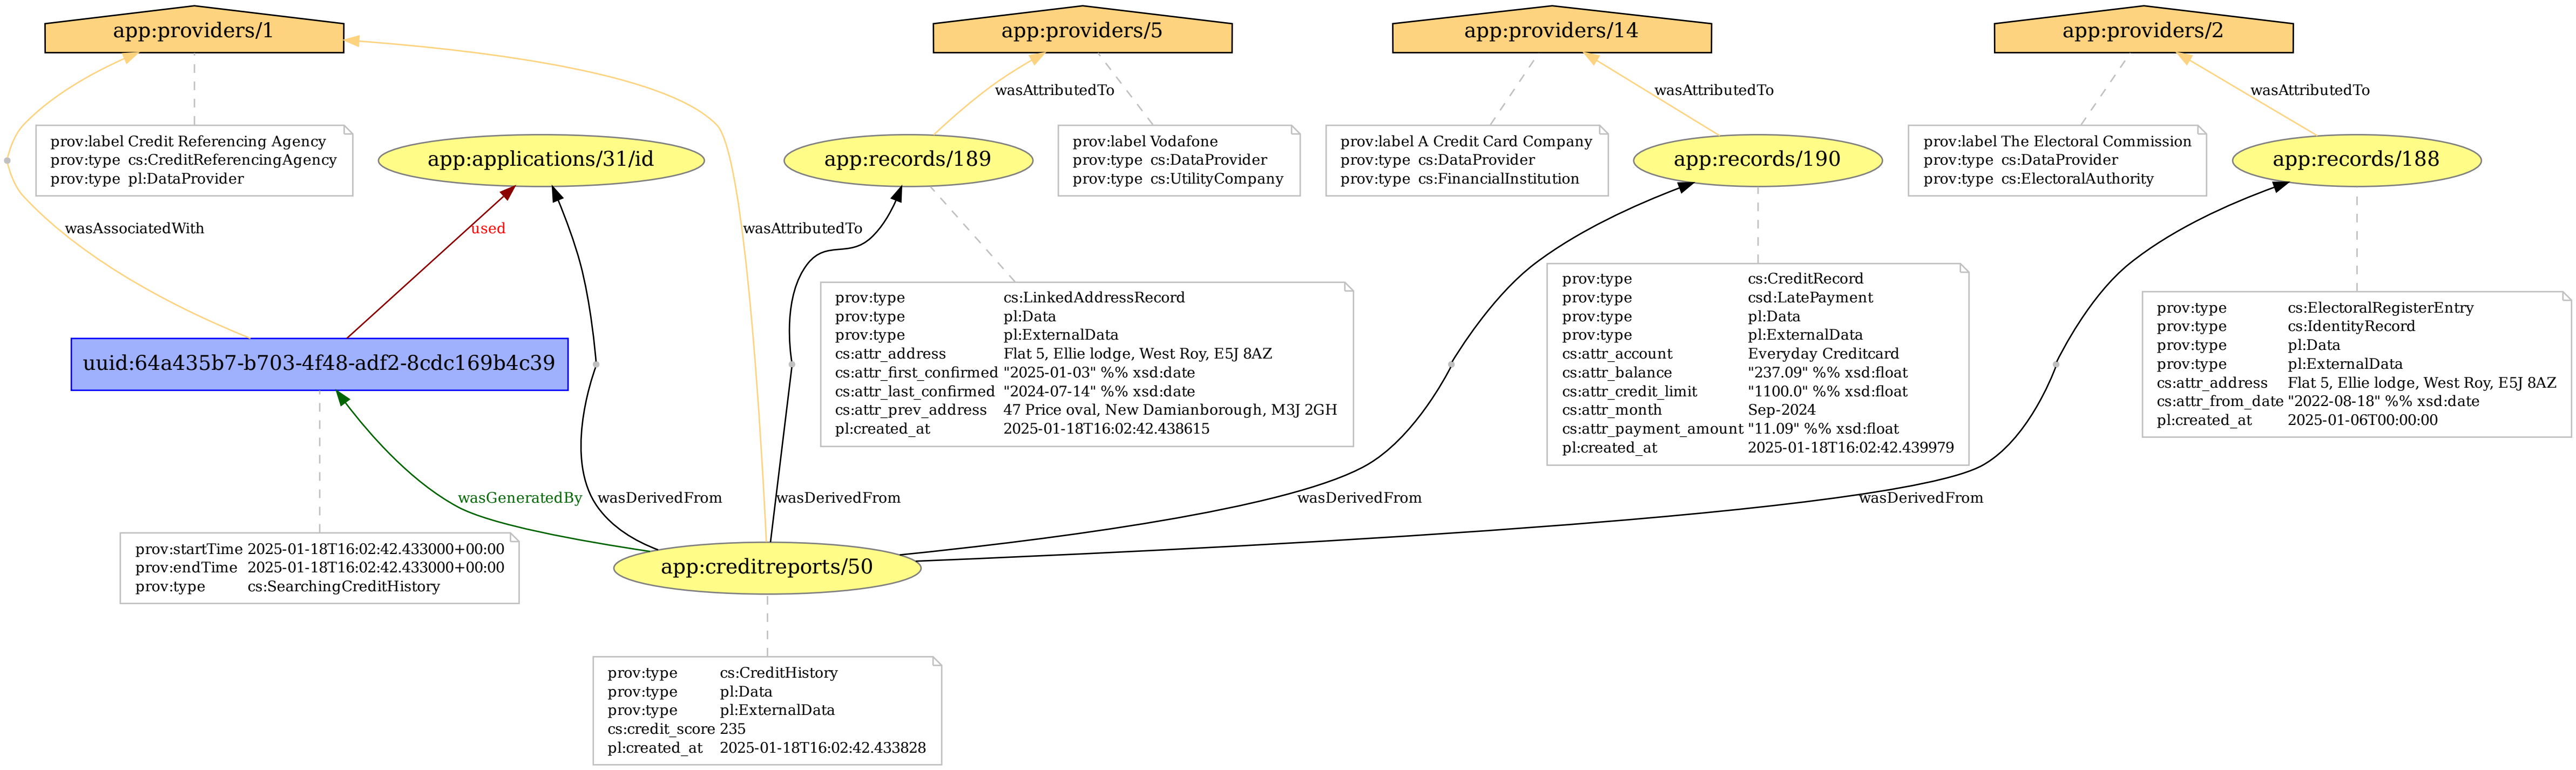 app:providers/1
app:providers/5
app:providers/14
app:providers/2
wasAttributedTo
wasAttributedTo
wasAttributedTo
prov:label Credit Referencing Agency
prov:type cs:CreditReferencingAgency
prov:type pl:DataProvider
app:applications/31/id
app:records/189
prov:label Vodafone
prov:type cs:DataProvider
prov:type cs:UtilityCompany
prov:label A Credit Card Company
prov:type cs:DataProvider
prov:type cs:FinancialInstitution
app:records/190
prov:label The Electoral Commission
prov:type cs:DataProvider
prov:type cs:ElectoralAuthority
app:records/188
wasAssociatedWith
used
wasAttributedTo
prov:type cs:LinkedAddressRecord
prov:type pl:Data
prov:type pl:ExternalData
cs:attr_address Flat 5, Ellie lodge, West Roy, E5J 8AZ
cs:attr_first_confirmed "2025-01-03" %% xsd:date
cs:attr_last_confirmed "2024-07-14" %% xsd:date
cs:attr_prev_address 47 Price oval, New Damianborough, M3J 2GH
pl:created_at 2025-01-18T16:02:42.438615
prov:type cs:CreditRecord
prov:type csd:LatePayment
prov:type pl:Data
prov:type pl:ExternalData
cs:attr_account Everyday Creditcard
cs:attr_balance "237.09" %% xsd:float
cs:attr_credit_limit "1100.0" %% xsd:float
cs:attr_month Sep-2024
cs:attr_payment_amount "11.09" %% xsd:float
pl:created_at 2025-01-18T16:02:42.439979
prov:type cs:ElectoralRegisterEntry
prov:type cs:IdentityRecord
prov:type pl:Data
prov:type pl:ExternalData
cs:attr_address Flat 5, Ellie lodge, West Roy, E5J 8AZ
cs:attr_from_date "2022-08-18" %% xsd:date
pl:created_at 2025-01-06T00:00:00
uuid:64a435b7-b703-4f48-adf2-8cdc169b4c39
wasGeneratedBy
wasDerivedFrom
wasDerivedFrom
wasDerivedFrom
wasDerivedFrom
prov:startTime 2025-01-18T16:02:42.433000+00:00
prov:endTime 2025-01-18T16:02:42.433000+00:00
prov:type cs:SearchingCreditHistory
app:creditreports/50
prov:type cs:CreditHistory
prov:type pl:Data
prov:type pl:ExternalData
cs:credit_score 235
pl:created_at 2025-01-18T16:02:42.433828